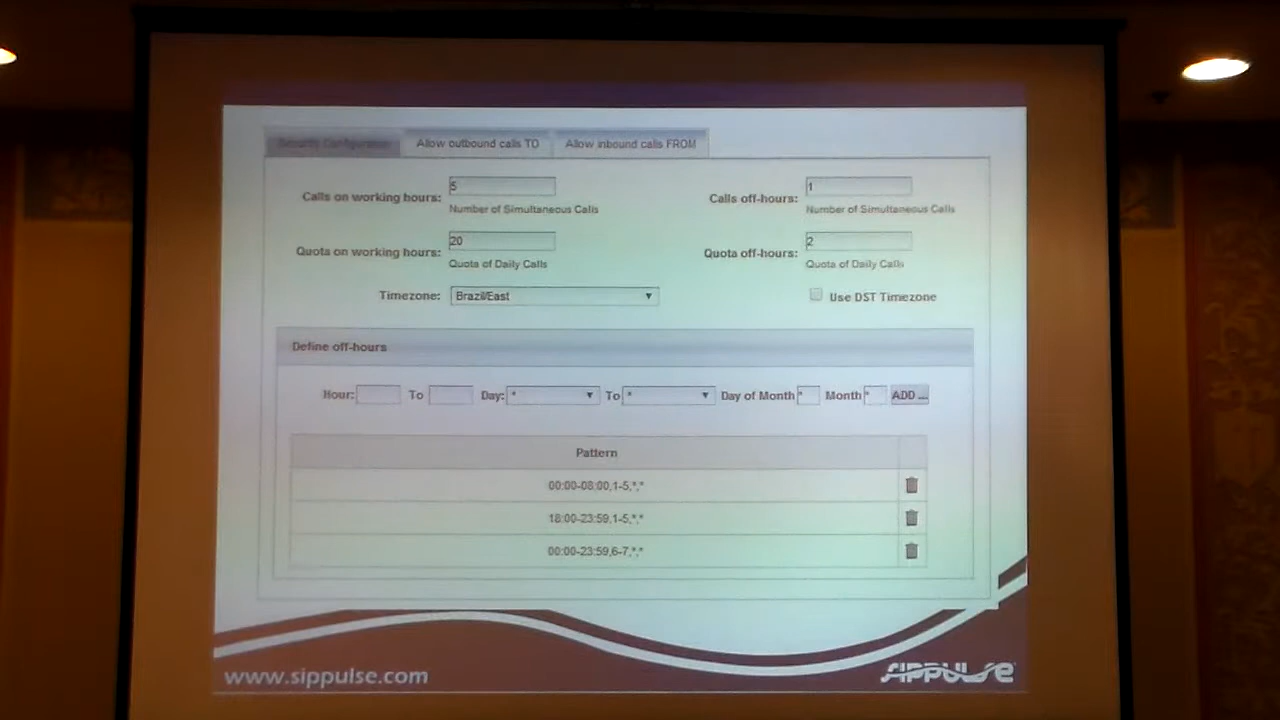 Security Configuration Allow outbound calls TO Allow inbound calls FROM
Calls on working hours: 5 Calls off-hours: 1
Number of Simultaneous Calls Number of Simultaneous Calls
Quota on working hours: 20 Quota off-hours: 2
Quota of Daily Calls Quota of Daily Calls
Timezone: Brazil/East Use DST Timezone
Define off-hours
Hour: To Day: * To * Day of Month * Month * ADD ...
Pattern
00:00-08:00,1-5,*,*
18:00-23:59,1-5,*,*
00:00-23:59,6-7,*,*
www.sippulse.com SIPPULSE